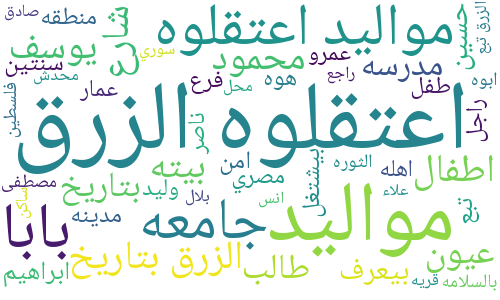 صادق
منطقه
شارع
مواليد اعتقلوه
حسين
الزرق تبع
يوسف
سنتين
سوري
محمود
عمرو
مدرسه
ابوه
محدش
عمار
فرع
هوه
راجع
محل
طفل
راجل
فلسطين
اعتقلوه الزرق
ناصر
بيته
امن
مصري
بيشتغل
الثوره
اهله
اطفال
مصطفى
بتاريخ
وليد
بلال
انس
علاء
تبع
ساكن
بابا
مدينه
جامعه
مواليد
عيون
الزرق بتاريخ
طالب
بيعرف
ابراهيم
قريه
بالسلامه